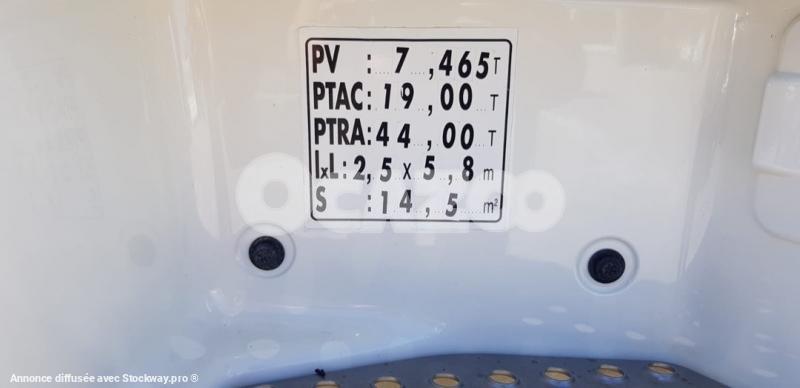 PV : 7,465T
PTAC: 19,00 T
PTRA: 44,00 T
lxL: 2,5 x 5,8 m
S : 14,5 m²
Annonce diffusée avec Stockway.pro ®